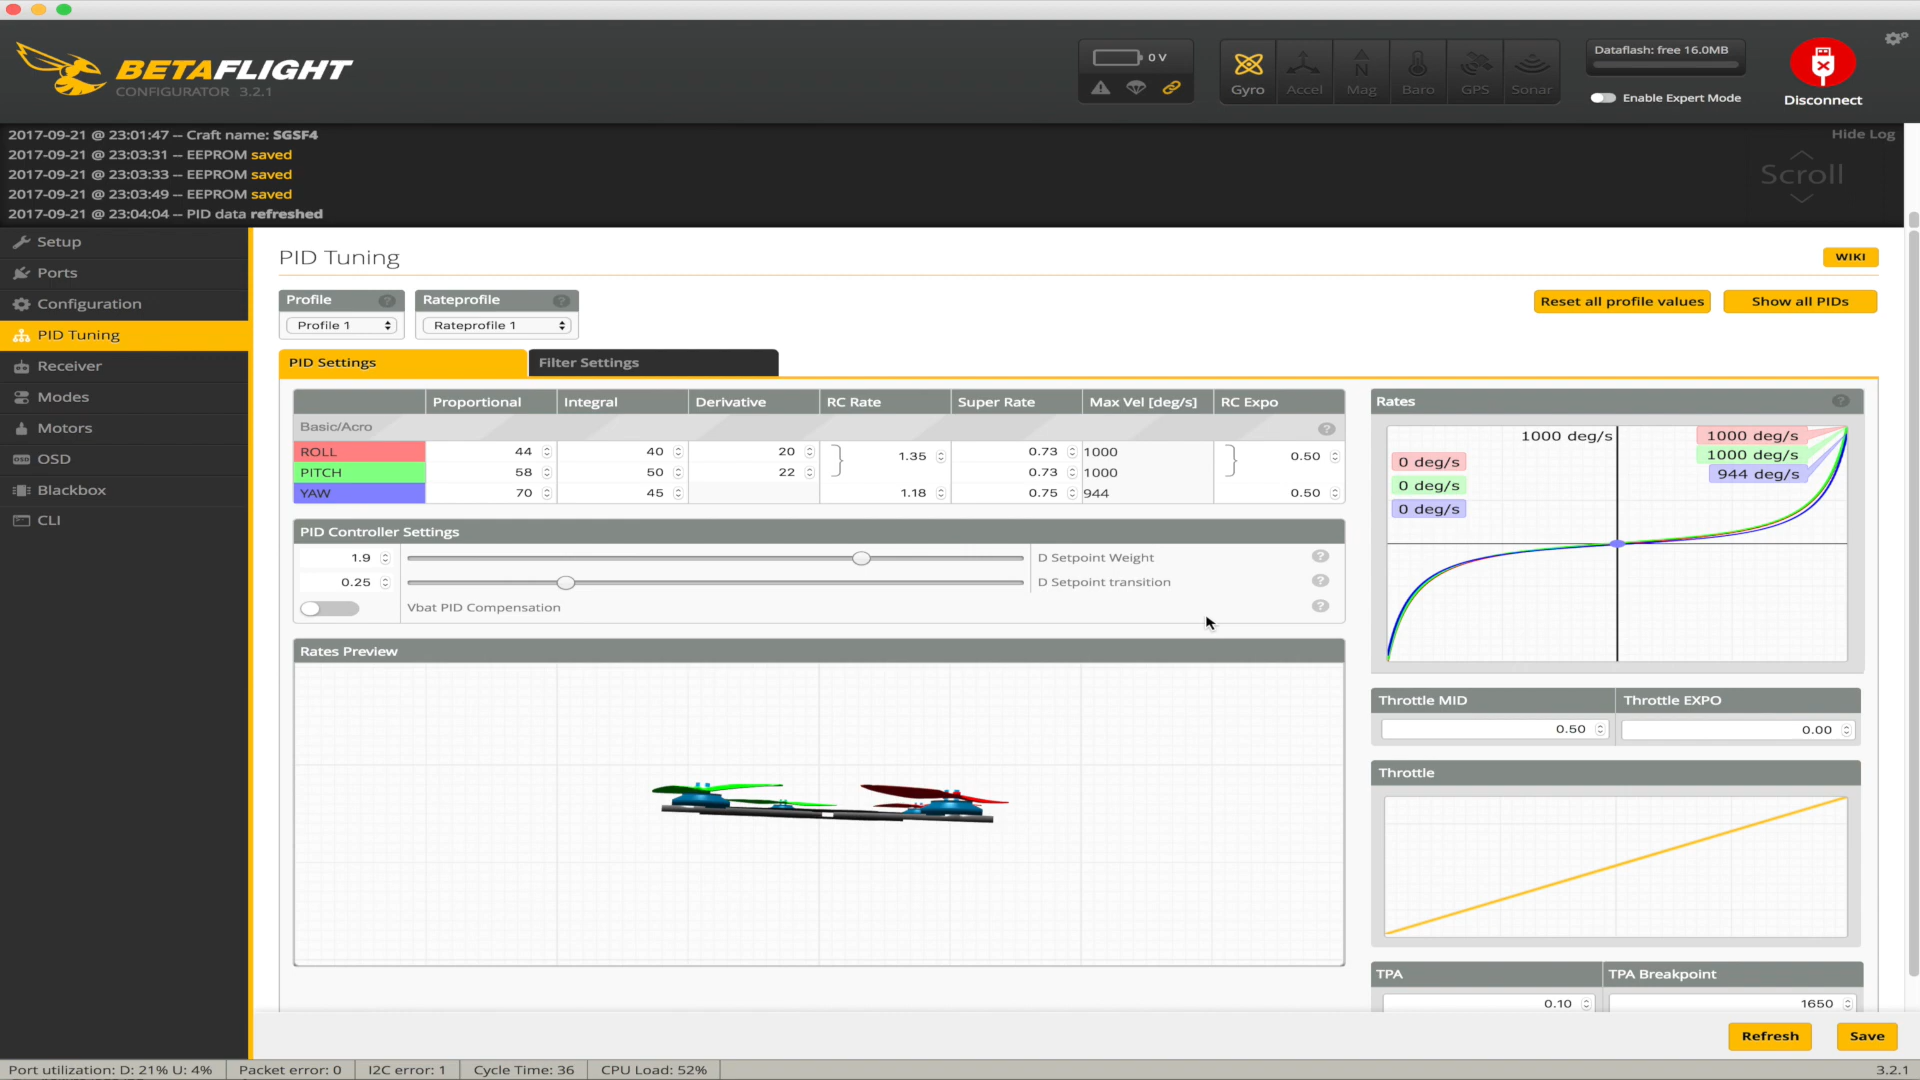 BETAFLIGHT
CONFIGURATOR 3.2.1
0 V
Gyro Accel Mag Baro GPS Sonar
Dataflash: free 16.0MB
Enable Expert Mode
Disconnect
2017-09-21 @ 23:01:47 -- Craft name: SGSF4
2017-09-21 @ 23:03:31 -- EEPROM saved
2017-09-21 @ 23:03:33 -- EEPROM saved
2017-09-21 @ 23:03:49 -- EEPROM saved
2017-09-21 @ 23:04:04 -- PID data refreshed
Hide Log
Scroll
Setup
Ports
Configuration
PID Tuning
Receiver
Modes
Motors
OSD
Blackbox
CLI
PID Tuning
WIKI
Profile
Rateprofile
Profile 1
Rateprofile 1
Reset all profile values
Show all PIDs
PID Settings
Filter Settings
Proportional Integral Derivative RC Rate Super Rate Max Vel [deg/s] RC Expo
Basic/Acro
ROLL 44 40 20 1.35 0.73 1000 0.50
PITCH 58 50 22 0.73 1000
YAW 70 45 1.18 0.75 944 0.50
PID Controller Settings
1.9 D Setpoint Weight
0.25 D Setpoint transition
Vbat PID Compensation
Rates Preview
Rates
1000 deg/s
1000 deg/s
1000 deg/s
944 deg/s
0 deg/s
0 deg/s
0 deg/s
Throttle MID Throttle EXPO
0.50 0.00
Throttle
TPA TPA Breakpoint
0.10 1650
Refresh
Save
Port utilization: D: 21% U: 4% Packet error: 0 I2C error: 1 Cycle Time: 36 CPU Load: 52% 3.2.1